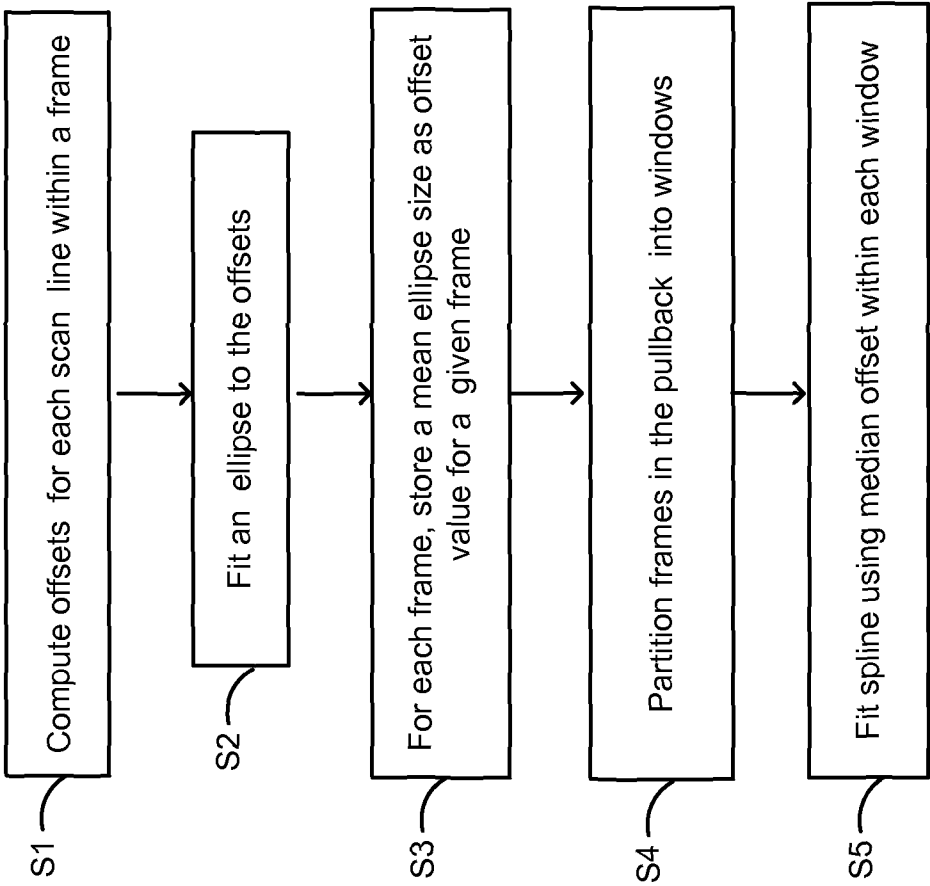 Compute offsets for each scan line within a frame
S1
Fit an ellipse to the offsets
S2
For each frame, store a mean ellipse size as offset
value for a given frame
S3
Partition frames in the pullback into windows
S4
Fit spline using median offset within each window
S5